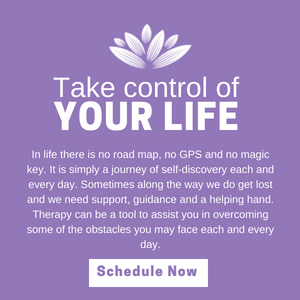 Take control of
YOUR LIFE
In life there is no road map, no GPS and no magic
key. It is simply a journey of self-discovery each and
every day. Sometimes along the way we do get lost
and we need support, guidance and a helping hand.
Therapy can be a tool to assist you in overcoming
some of the obstacles you may face each and every
day.
Schedule Now